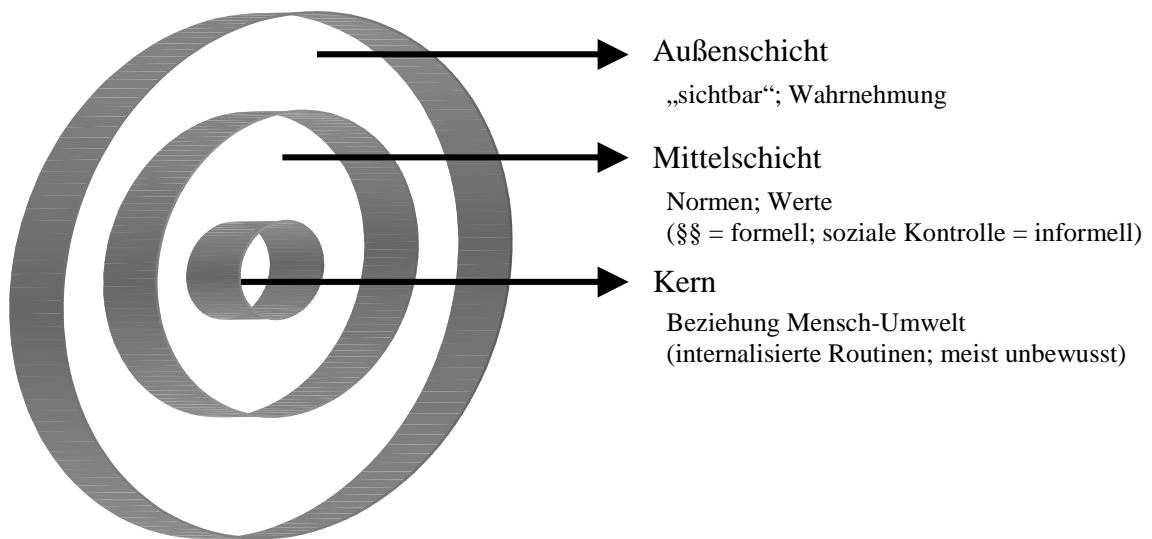 Außenschicht
„sichtbar“; Wahrnehmung
Mittelschicht
Normen; Werte
(§§ = formell; soziale Kontrolle = informell)
Kern
Beziehung Mensch-Umwelt
(internalisierte Routinen; meist unbewusst)